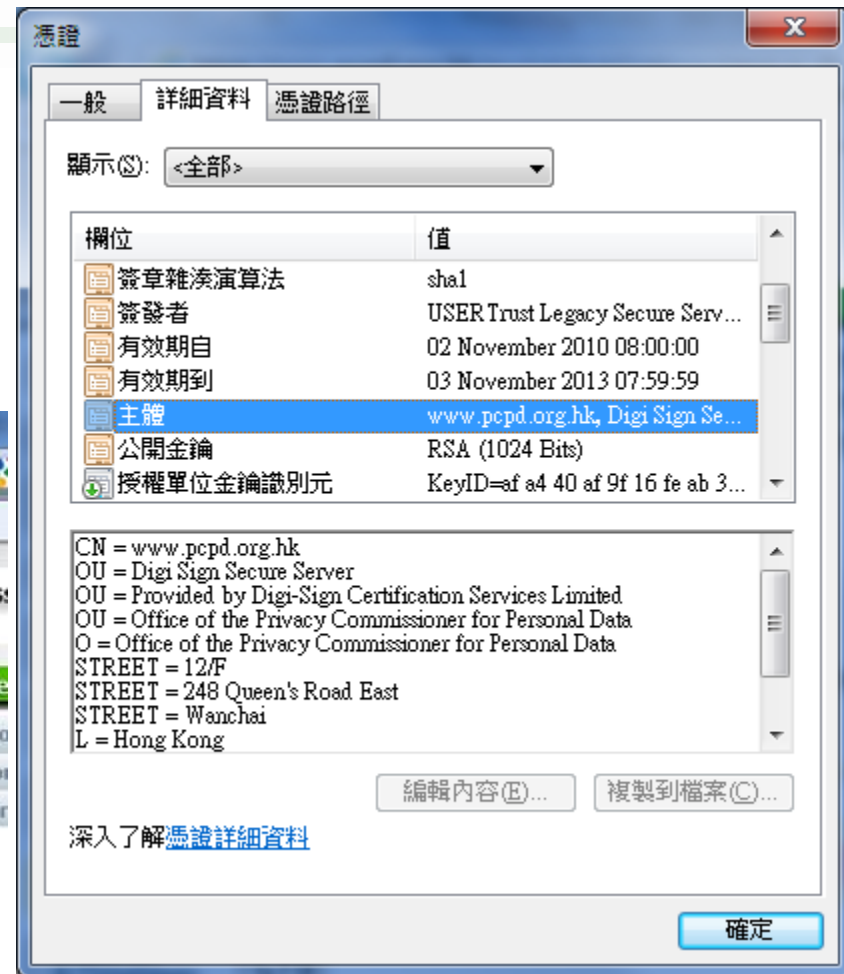 憑證
一般 詳細資料 憑證路徑
顯示(S): <全部>
欄位 值
簽章雜湊演算法 sha1
簽發者 USERTrust Legacy Secure Serv...
有效期自 02 November 2010 08:00:00
有效期到 03 November 2013 07:59:59
主體 www.pcpd.org.hk, Digi Sign Se...
公開金鑰 RSA (1024 Bits)
授權單位金鑰識別元 KeyID=af a4 40 af 9f 16 fe ab 3...
CN = www.pcpd.org.hk
OU = Digi Sign Secure Server
OU = Provided by Digi-Sign Certification Services Limited
OU = Office of the Privacy Commissioner for Personal Data
O = Office of the Privacy Commissioner for Personal Data
STREET = 12/F
STREET = 248 Queen's Road East
STREET = Wanchai
L = Hong Kong
編輯內容(E)... 複製到檔案(C)...
深入了解憑證詳細資料
確定